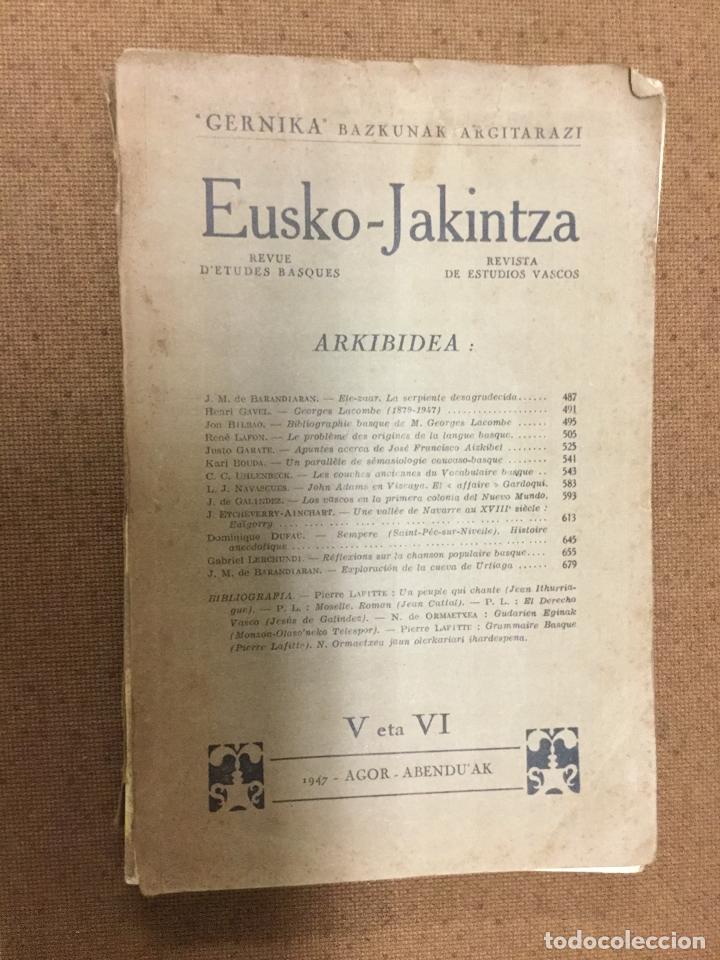 "GERNIKA" BAZKUNAK ARGITARAZI
Eusko-Jakintza
REVUE
D'ETUDES BASQUES
REVISTA
DE ESTUDIOS VASCOS
ARKIBIDEA :
J. M. de BARANDIARAN. — Ele-zaar. La serpiente desagradecida...... 487
Henri GAVEL. — Georges Lacombe (1879-1947) .................. 491
Jon BILBAO. — Bibliographie basque de M. Georges Lacombe ...... 495
René LAFON. — Le problème des origines de la langue basque. ..... 505
Justo GARATE. — Apuntes acerca de José Francisco Aizkibel ...... 525
Karl BOUDA. — Un parallèle de sémasiologie caucaso-basque ....... 541
C. C. UHLENBECK. — Les couches anciennes du Vocabulaire basque .. 543
L. J. NAVASCUES. — John Adams en Vizcaya. El « affaire » Gardoqui. 583
J. de GALINDEZ. — Los vascos en la primera colonia del Nuevo Mundo. 593
J. ETCHEVERRY-AINCHART. — Une vallée de Navarre au XVIIIe siècle :
Baïgorry .... .... .... .... .... .... .... .... .... 613
Dominique DUFAU. — Sempere (Saint-Pée-sur-Nivelle). Histoire
anecdotique .................................... 645
Gabriel LERCHUNDI. — Réflexions sur la chanson populaire basque.... 655
J. M. de BARANDIARAN. — Exploración de la cueva de Urtiaga ...... 679
BIBLIOGRAFIA. — Pierre LAFITTE : Un peuple qui chante (Jean Ithurria-
gue). — P. L. : Moselle. Roman (Jean Cattai). — P. L. : El Derecho
Vasco (Jesús de Galindez). — N. de ORMAETXEA : Gudarien Eginak
(Monzon-Olaso'neko Telespor). — Pierre LAFITTE : Grammaire Basque
(Pierre Lafitte). N. Ormaetxea jaun olerkariari ihardespena.
V eta VI
1947 - AGOR - ABENDU'AK
todocoleccion